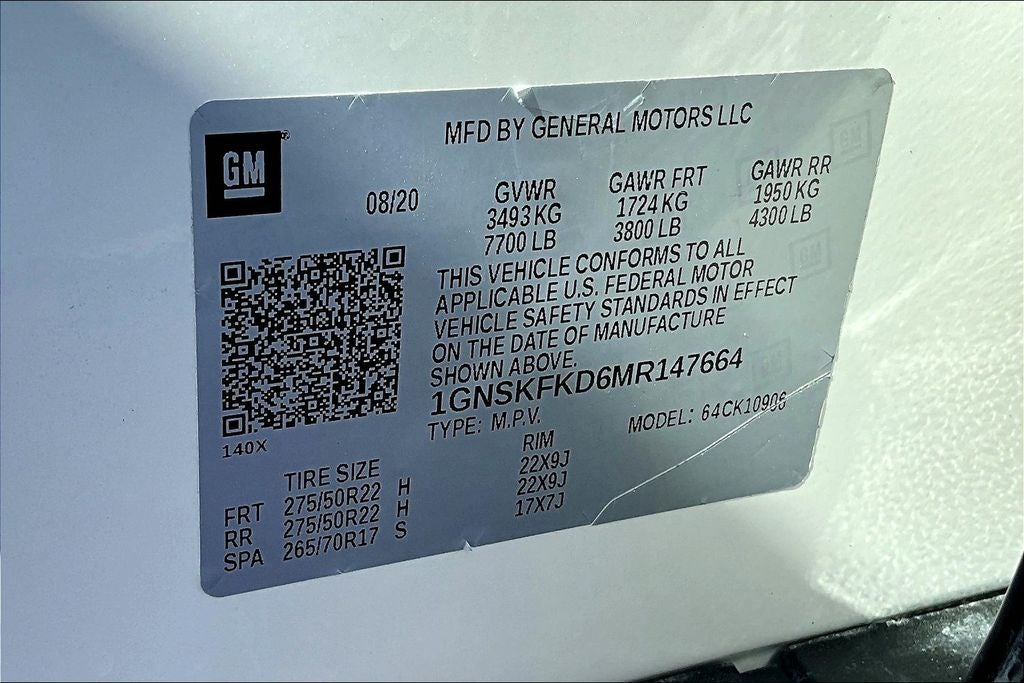 MFD BY GENERAL MOTORS LLC
GM
08/20
GVWR GAWR FRT GAWR RR
3493 KG 1724 KG 1950 KG
7700 LB 3800 LB 4300 LB
THIS VEHICLE CONFORMS TO ALL
APPLICABLE U.S. FEDERAL MOTOR
VEHICLE SAFETY STANDARDS IN EFFECT
ON THE DATE OF MANUFACTURE
SHOWN ABOVE.
1GNSKFKD6MR147664
TYPE: M.P.V. MODEL: 64CK10906
140X
TIRE SIZE RIM
FRT 275/50R22 H 22X9J
RR 275/50R22 H 22X9J
SPA 265/70R17 S 17X7J